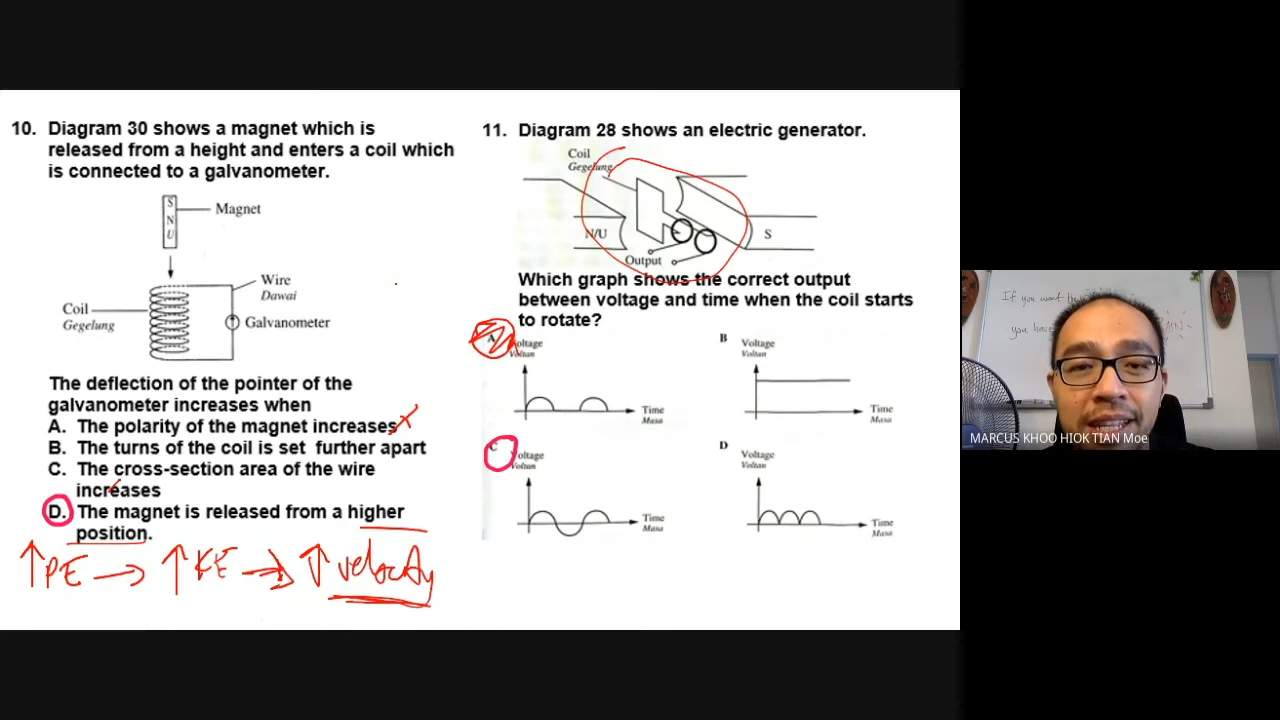 10. Diagram 30 shows a magnet which is
released from a height and enters a coil which
is connected to a galvanometer.
S
N
U
Magnet
Wire
Dawai
Coil
Gegelung
Galvanometer
The deflection of the pointer of the
galvanometer increases when
A. The polarity of the magnet increases
B. The turns of the coil is set further apart
C. The cross-section area of the wire
increases
D. The magnet is released from a higher
position.
↑PE → ↑KE → ↑ velocity
11. Diagram 28 shows an electric generator.
Coil
Gegelung
N/U
S
Output
Which graph shows the correct output
between voltage and time when the coil starts
to rotate?
A
Voltage
Voltan
Time
Masa
B
Voltage
Voltan
Time
Masa
C
Voltage
Voltan
Time
Masa
D
Voltage
Voltan
Time
Masa
If you want
you have
MARCUS KHOO HIOK TIAN Moe